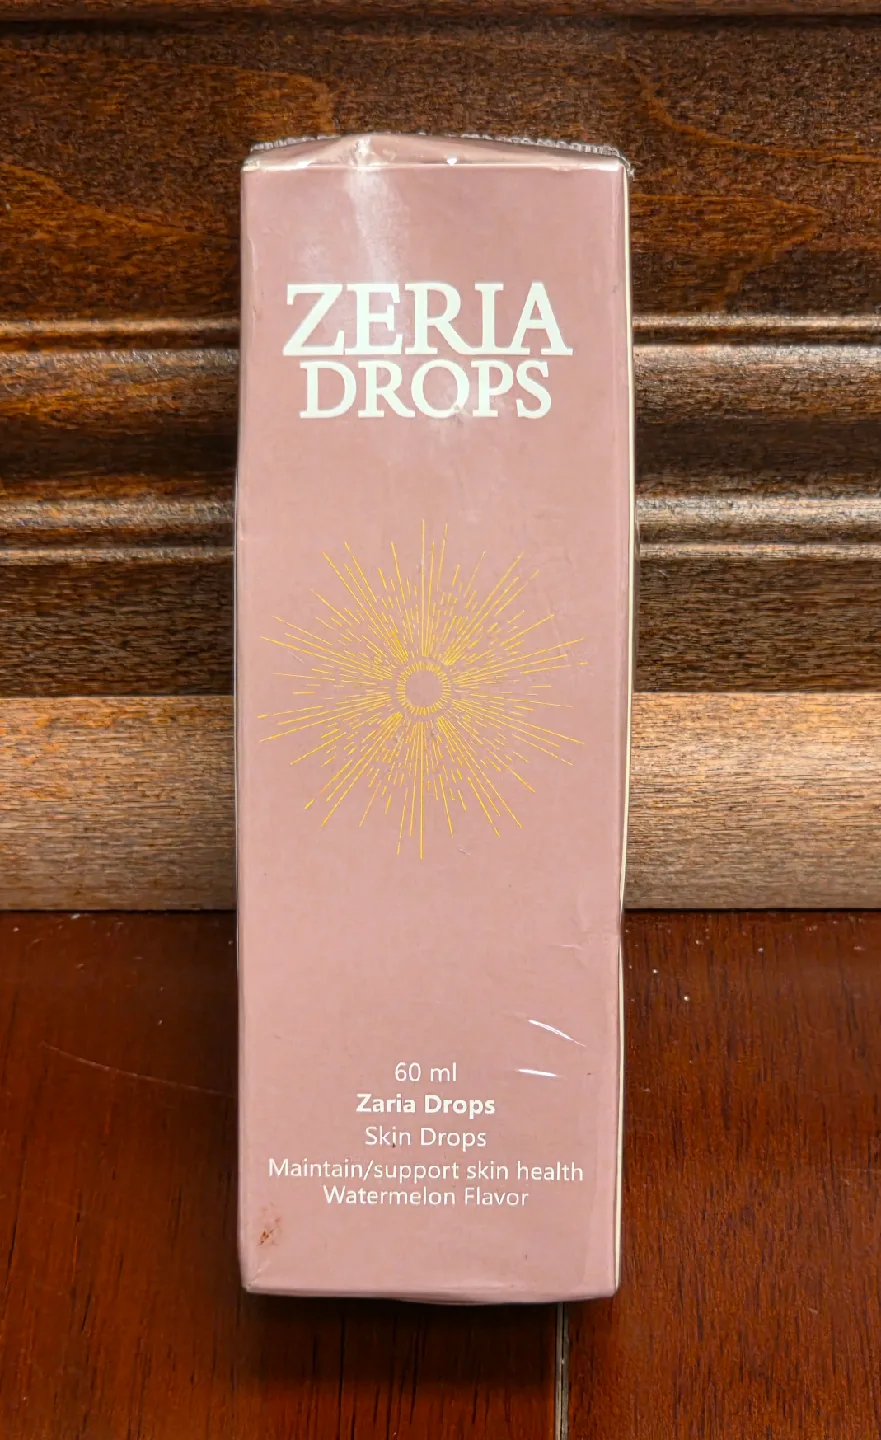 ZERIA
DROPS
60 ml
Zaria Drops
Skin Drops
Maintain/support skin health
Watermelon Flavor